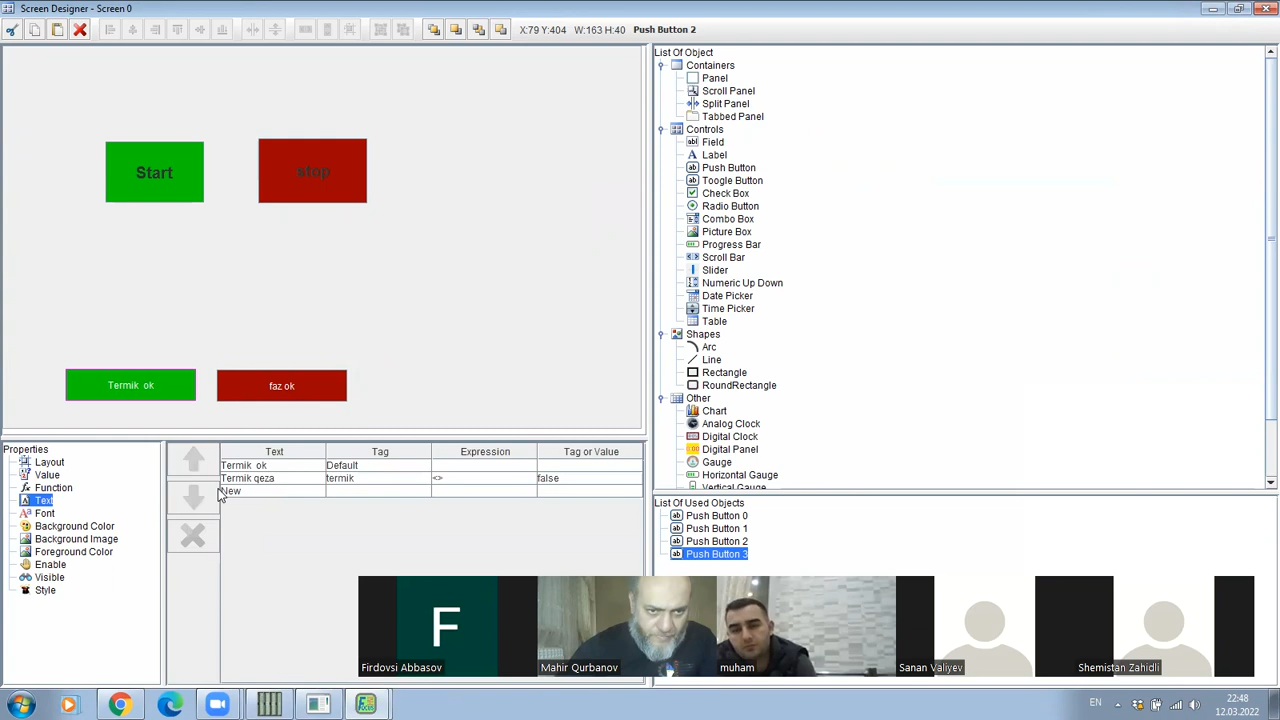 Screen Designer - Screen 0
X:79 Y:404 W:163 H:40 Push Button 2
Start
stop
Termik ok
faz ok
List Of Object
Containers
Panel
Scroll Panel
Split Panel
Tabbed Panel
Controls
Field
Label
Push Button
Toogle Button
Check Box
Radio Button
Combo Box
Picture Box
Progress Bar
Scroll Bar
Slider
Numeric Up Down
Date Picker
Time Picker
Table
Shapes
Arc
Line
Rectangle
RoundRectangle
Other
Chart
Analog Clock
Digital Clock
Digital Panel
Gauge
Horizontal Gauge
Vertical Gauge
Properties
Layout
Value
Function
Text
Font
Background Color
Background Image
Foreground Color
Enable
Visible
Style
Text Tag Expression Tag or Value
Termik ok Default
Termik qeza termik <> false
New
List Of Used Objects
Push Button 0
Push Button 1
Push Button 2
Push Button 3
F
Firdovsi Abbasov
Mahir Qurbanov
muham
Sanan Valiyev
Shemistan Zahidli
EN
22:48
12.03.2022